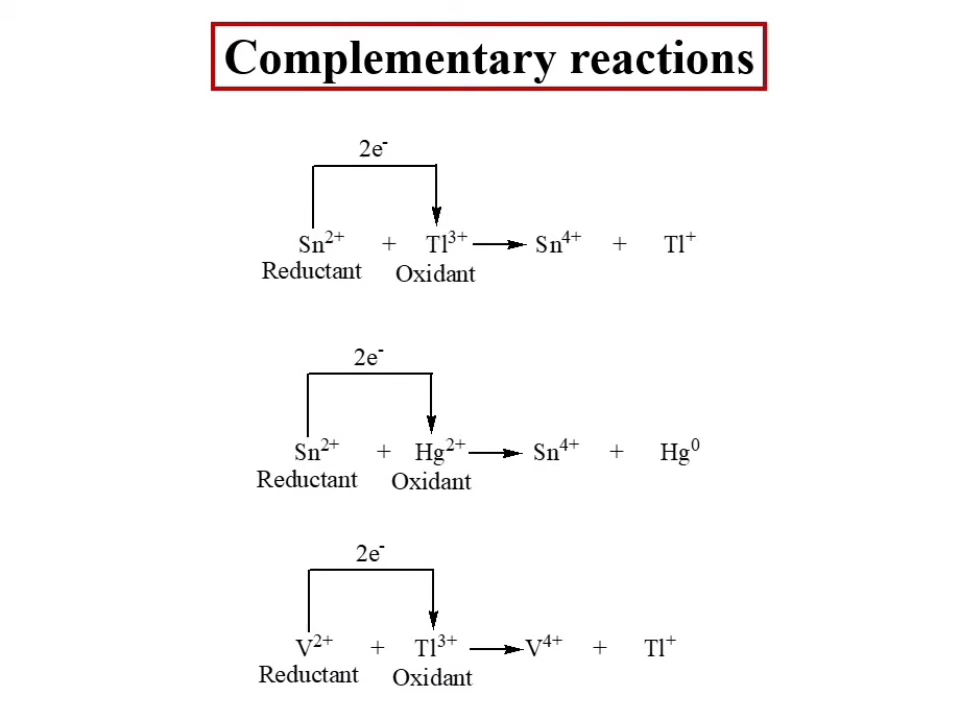 Complementary reactions
2e⁻
Sn²⁺ + Tl³⁺ ⟶ Sn⁴⁺ + Tl⁺
Reductant Oxidant
2e⁻
Sn²⁺ + Hg²⁺ ⟶ Sn⁴⁺ + Hg⁰
Reductant Oxidant
2e⁻
V²⁺ + Tl³⁺ ⟶ V⁴⁺ + Tl⁺
Reductant Oxidant